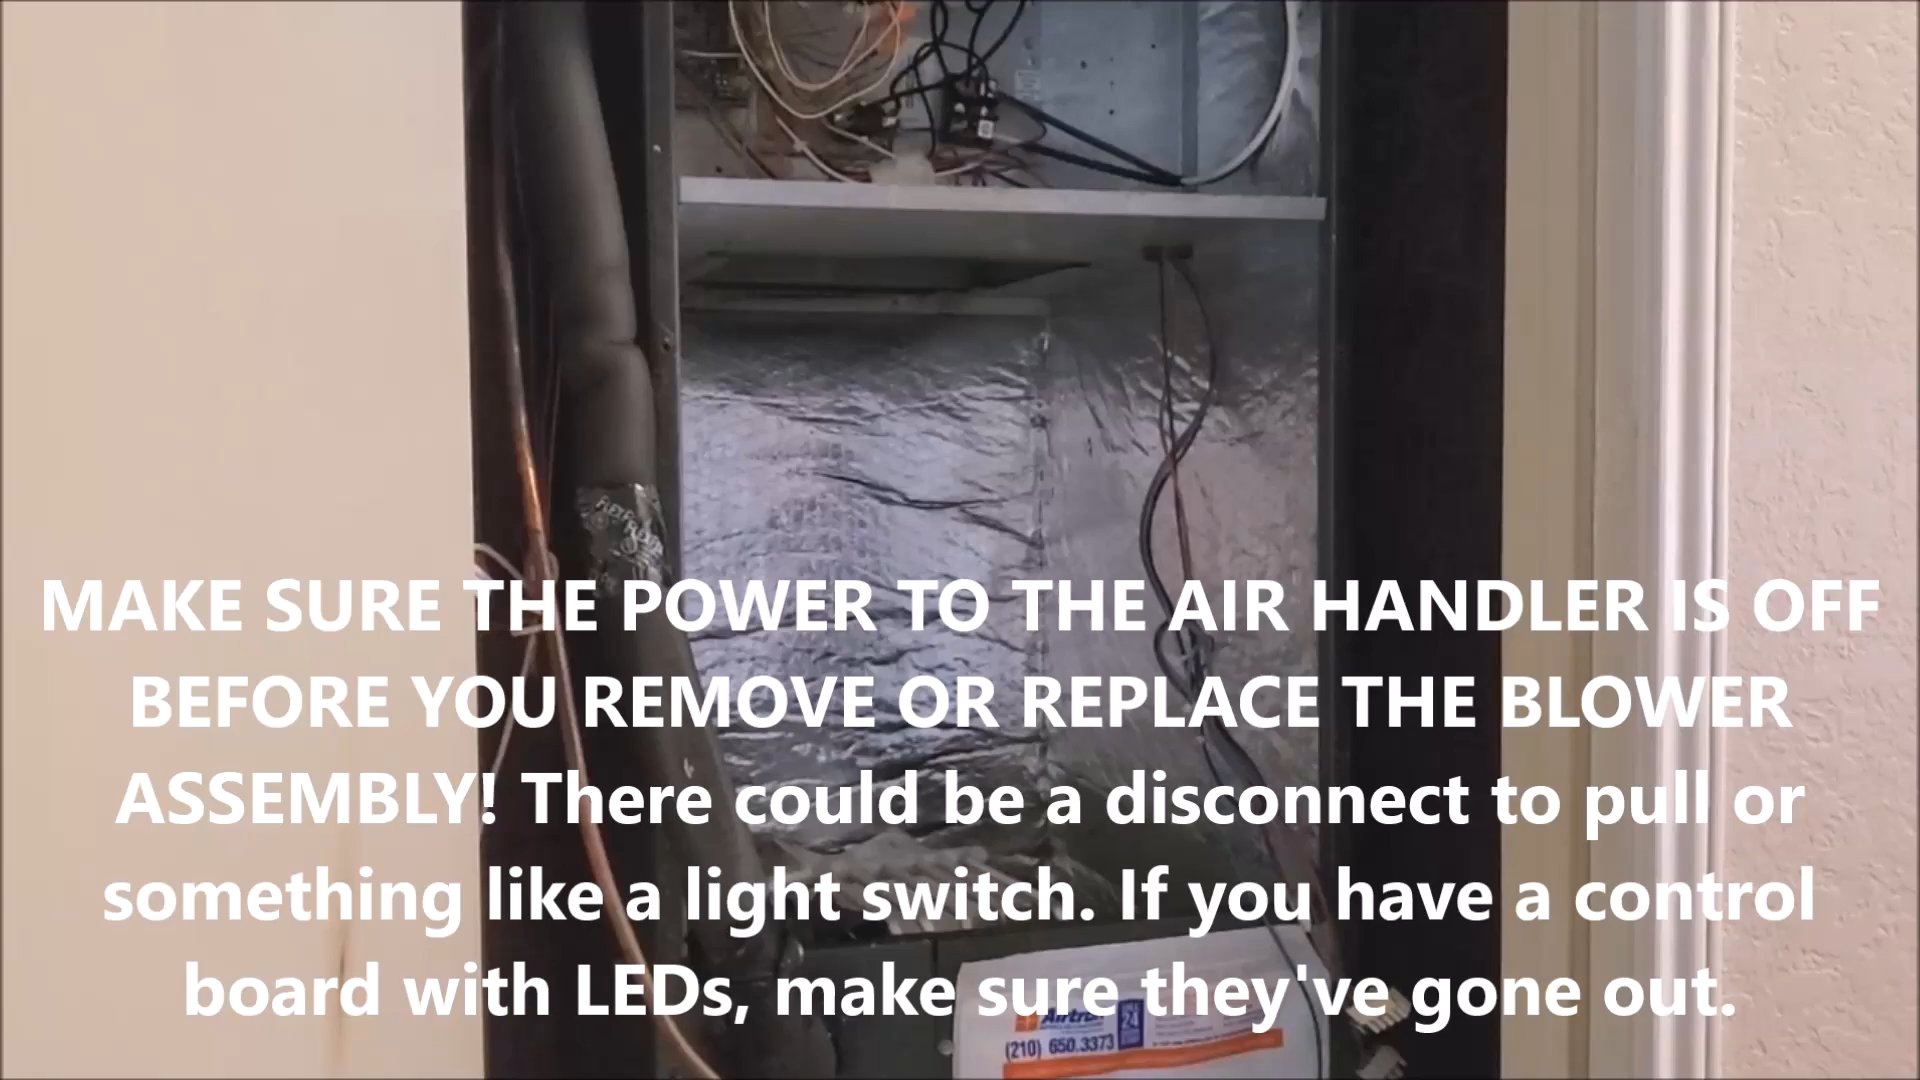 MAKE SURE THE POWER TO THE AIR HANDLER IS OFF
BEFORE YOU REMOVE OR REPLACE THE BLOWER
ASSEMBLY! There could be a disconnect to pull or
something like a light switch. If you have a control
board with LEDs, make sure they've gone out.
(210) 650.3373